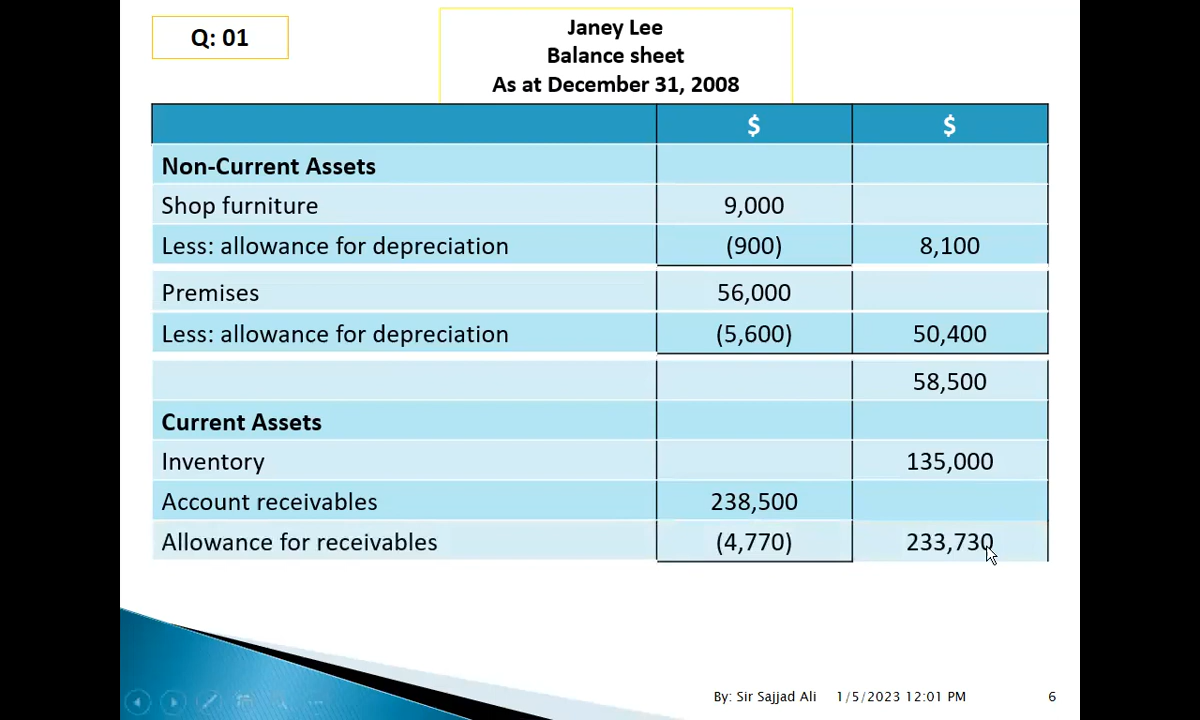 Q: 01
Janey Lee
Balance sheet
As at December 31, 2008
$ $
Non-Current Assets
Shop furniture 9,000
Less: allowance for depreciation (900) 8,100
Premises 56,000
Less: allowance for depreciation (5,600) 50,400
58,500
Current Assets
Inventory 135,000
Account receivables 238,500
Allowance for receivables (4,770) 233,730
By: Sir Sajjad Ali 1/5/2023 12:01 PM 6